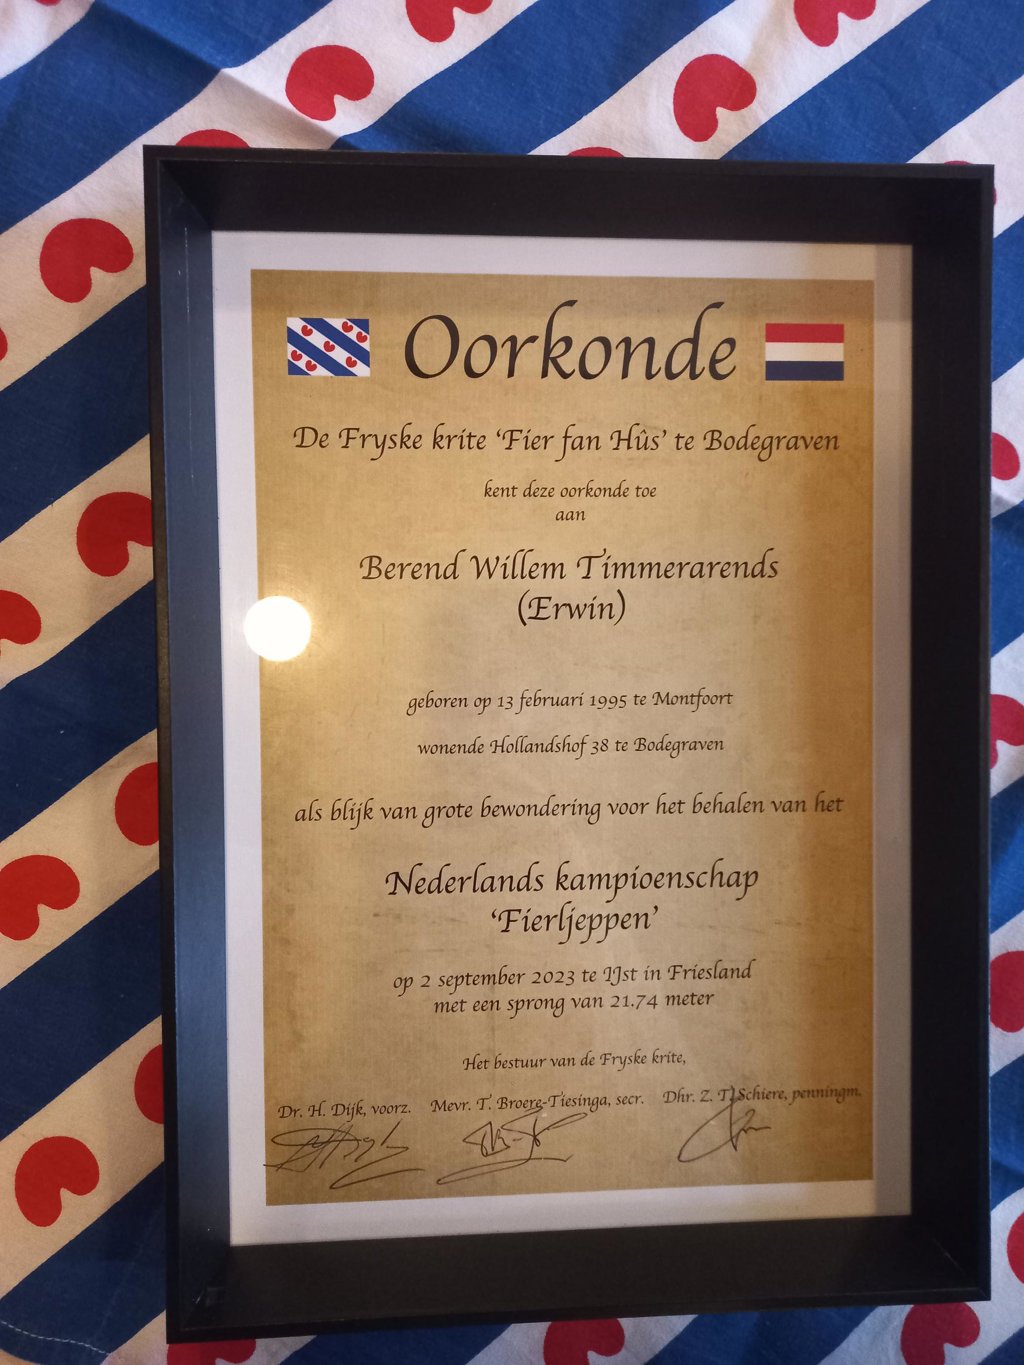 Oorkonde
De Fryske krite ‘Fier fan Hûs’ te Bodegraven
kent deze oorkonde toe
aan
Berend Willem Timmerarends
(Erwin)
geboren op 13 februari 1995 te Montfoort
wonende Hollandshof 38 te Bodegraven
als blijk van grote bewondering voor het behalen van het
Nederlands kampioenschap
‘Fierljeppen’
op 2 september 2023 te IJst in Friesland
met een sprong van 21.74 meter
Het bestuur van de Fryske krite,
Dr. H. Dijk, voorz. Mevr. T. Broere-Tiesinga, secr. Dhr. Z. T. Schiere, penningm.